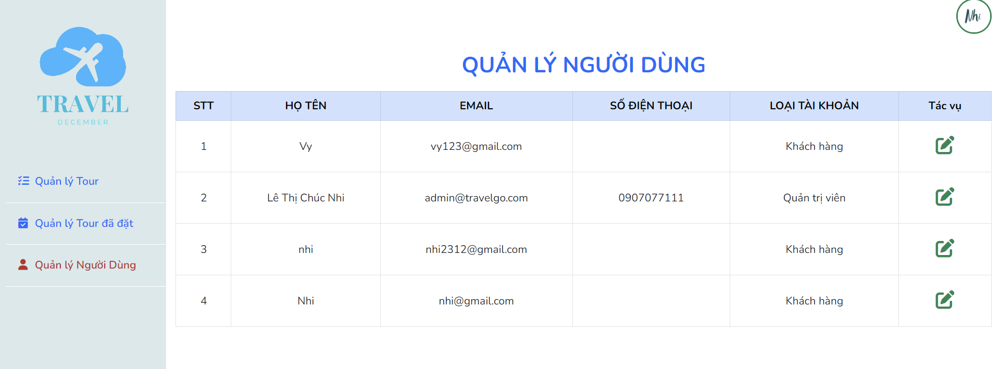 Nhi
TRAVEL
DECEMBER
Quản lý Tour
Quản lý Tour đã đặt
Quản lý Người Dùng
QUẢN LÝ NGƯỜI DÙNG
STT HỌ TÊN EMAIL SỐ ĐIỆN THOẠI LOẠI TÀI KHOẢN Tác vụ
1 Vy vy123@gmail.com Khách hàng
2 Lê Thị Chúc Nhi admin@travelgo.com 0907077111 Quản trị viên
3 nhi nhi2312@gmail.com Khách hàng
4 Nhi nhi@gmail.com Khách hàng